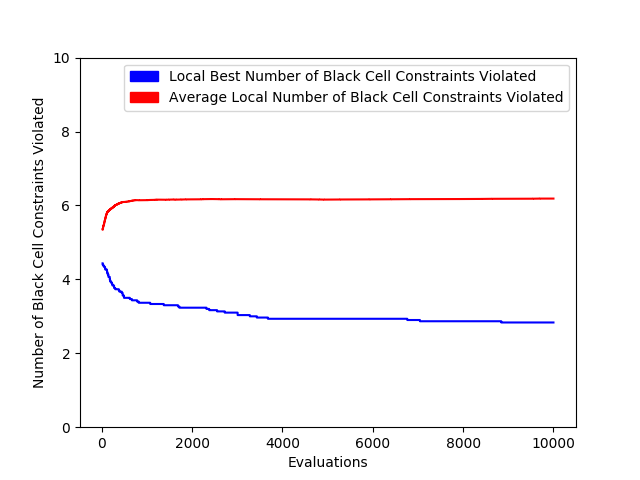 Local Best Number of Black Cell Constraints Violated
Average Local Number of Black Cell Constraints Violated
Number of Black Cell Constraints Violated
10
8
6
4
2
0
0 2000 4000 6000 8000 10000
Evaluations